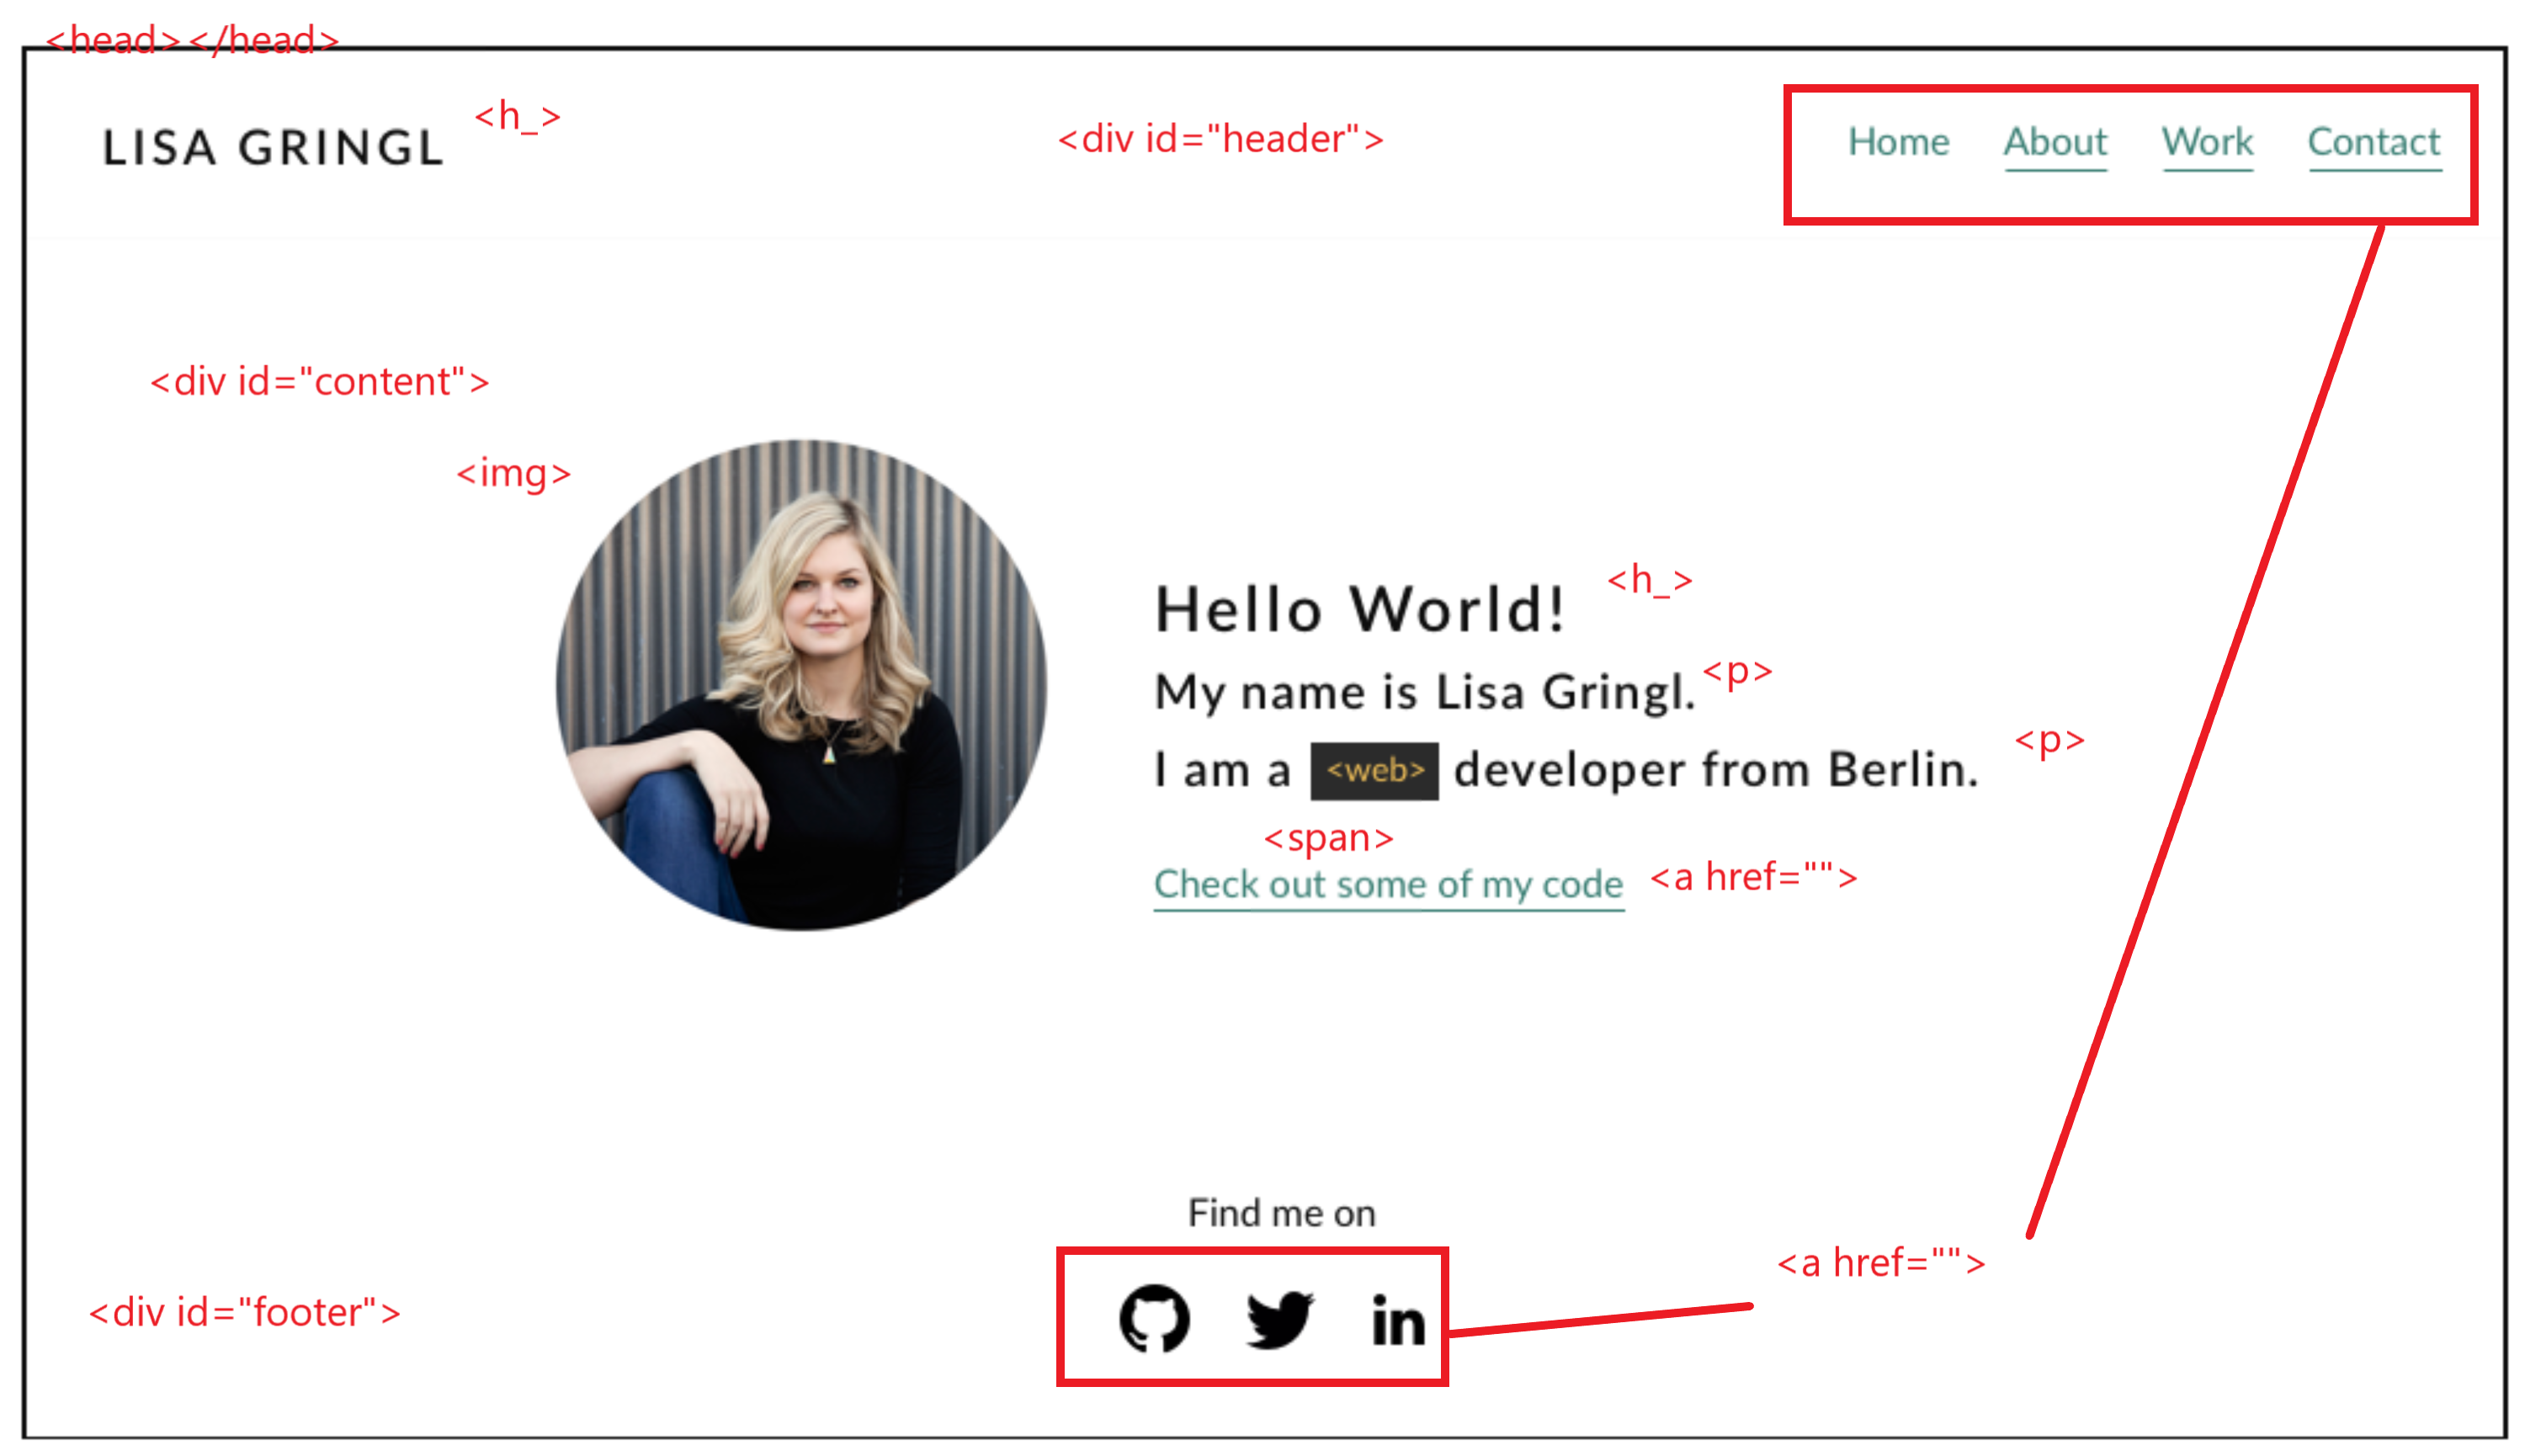 <head></head>
LISA GRINGL
<h_>
<div id="header">
Home About Work Contact
<div id="content">
<img>
Hello World!
<h_>
My name is Lisa Gringl.
<p>
I am a <web> developer from Berlin.
<p>
<span>
Check out some of my code
<a href="">
Find me on
in
<a href="">
<div id="footer">